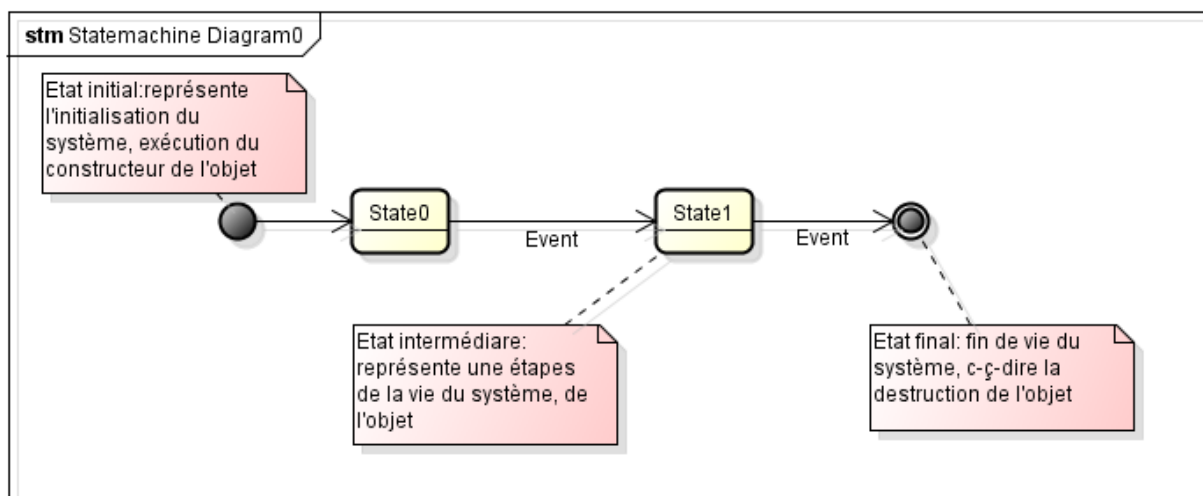 stm Statemachine Diagram0
Etat initial:représente
l'initialisation du
système, exécution du
constructeur de l'objet
State0
Event
State1
Event
Etat intermédiare:
représente une étapes
de la vie du système, de
l'objet
Etat final: fin de vie du
système, c-ç-dire la
destruction de l'objet